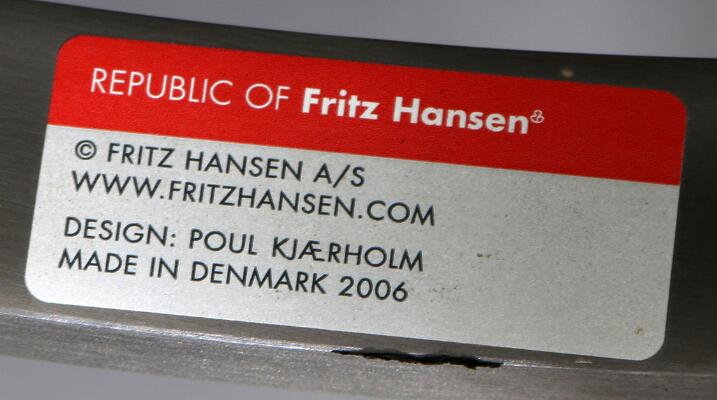 REPUBLIC OF Fritz Hansen
© FRITZ HANSEN A/S
WWW.FRITZHANSEN.COM
DESIGN: POUL KJÆRHOLM
MADE IN DENMARK 2006